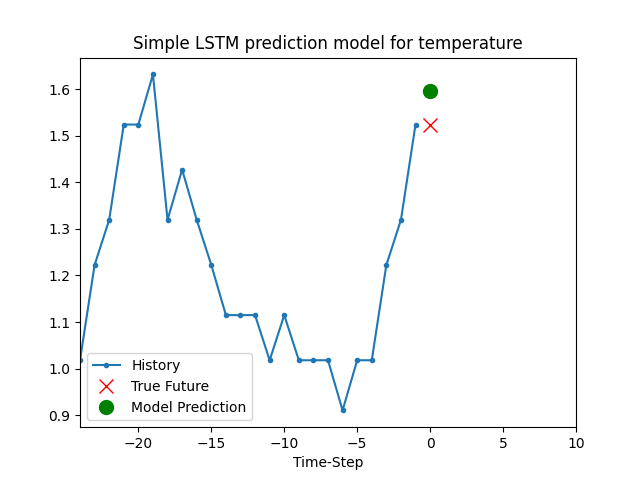 Simple LSTM prediction model for temperature
1.6
1.5
1.4
1.3
1.2
1.1
1.0
0.9
History
True Future
Model Prediction
−20 −15 −10 −5 0 5 10
Time-Step